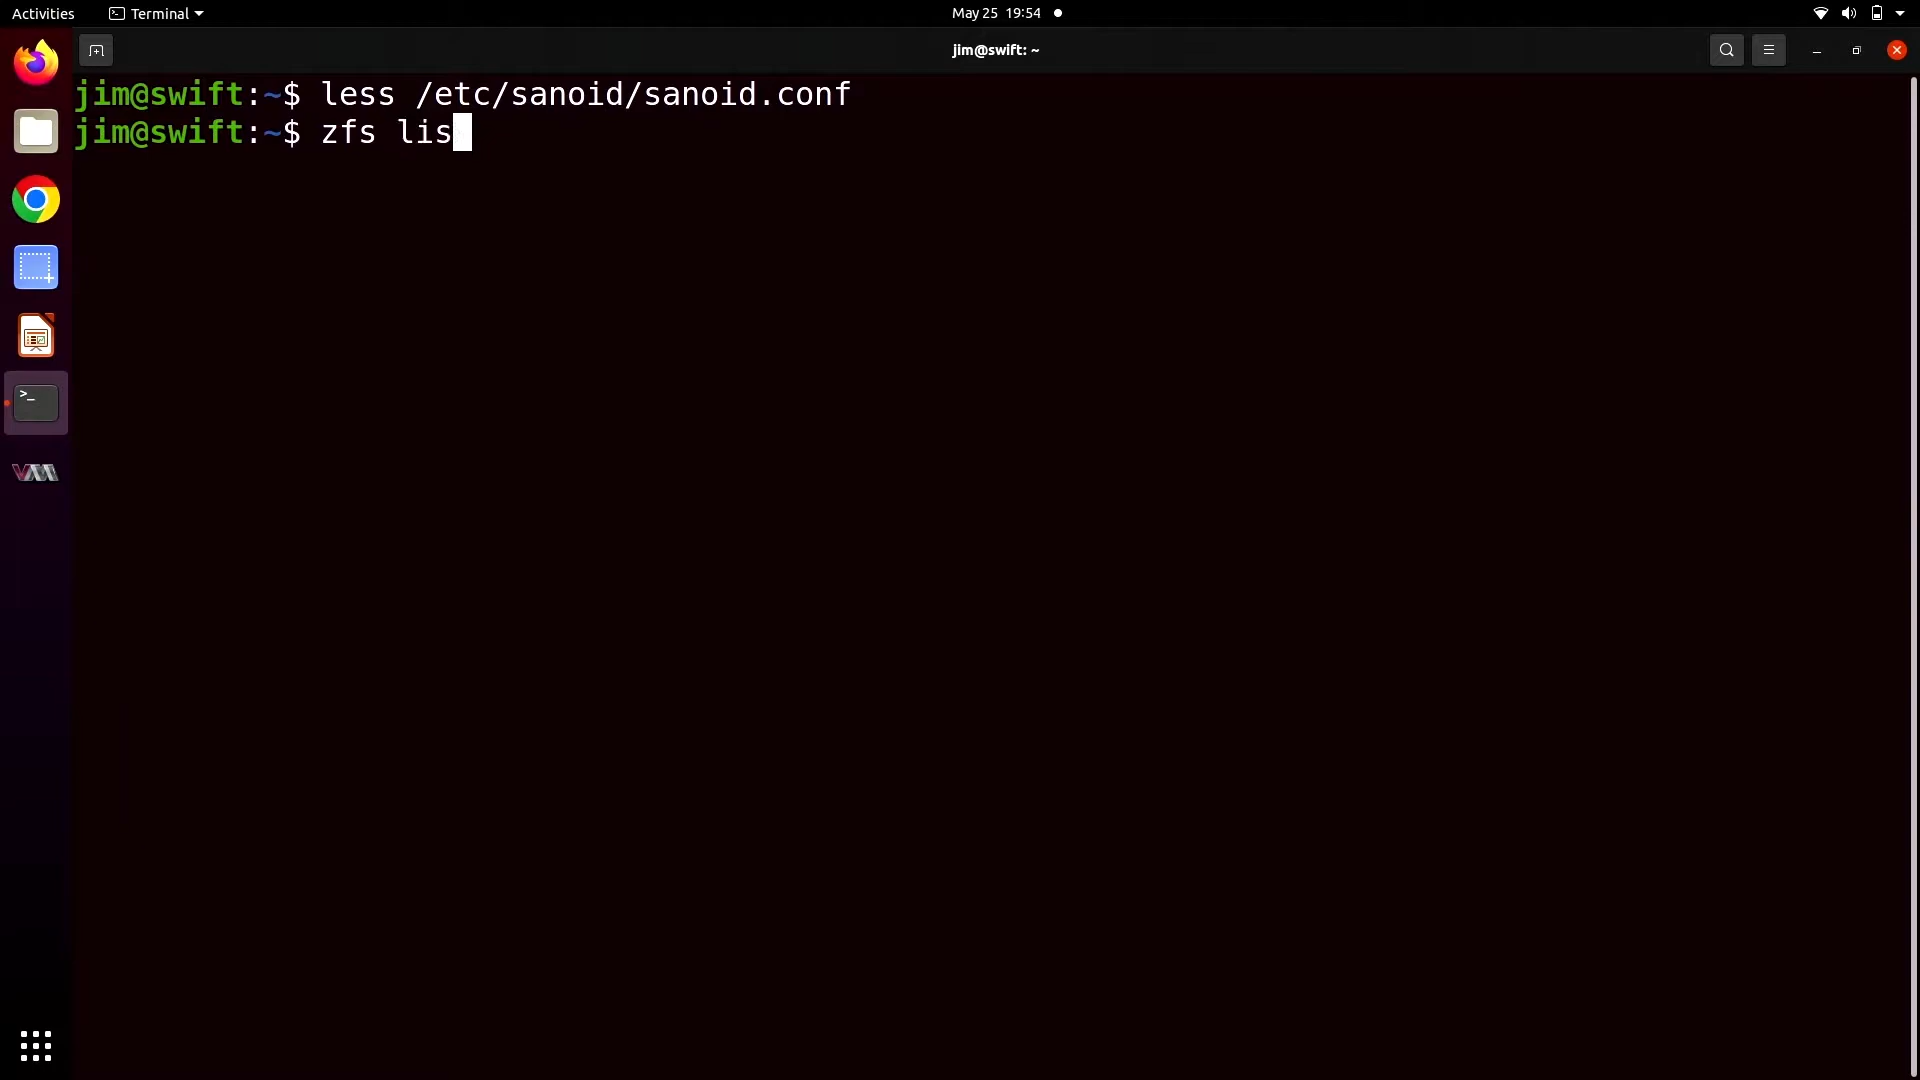 Activities Terminal May 25 19:54
jim@swift: ~
jim@swift:~$ less /etc/sanoid/sanoid.conf
jim@swift:~$ zfs lis
>_